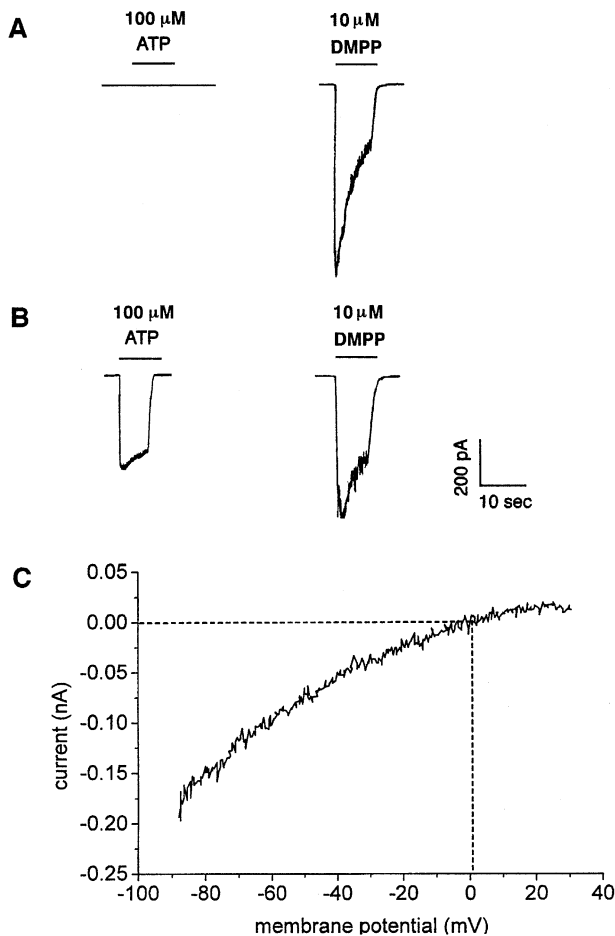 A
100 μM
ATP
10 μM
DMPP
B
100 μM
ATP
10 μM
DMPP
200 pA
10 sec
C
0.05
0.00
-0.05
-0.10
-0.15
-0.20
-0.25
current (nA)
-100 -80 -60 -40 -20 0 20 40
membrane potential (mV)